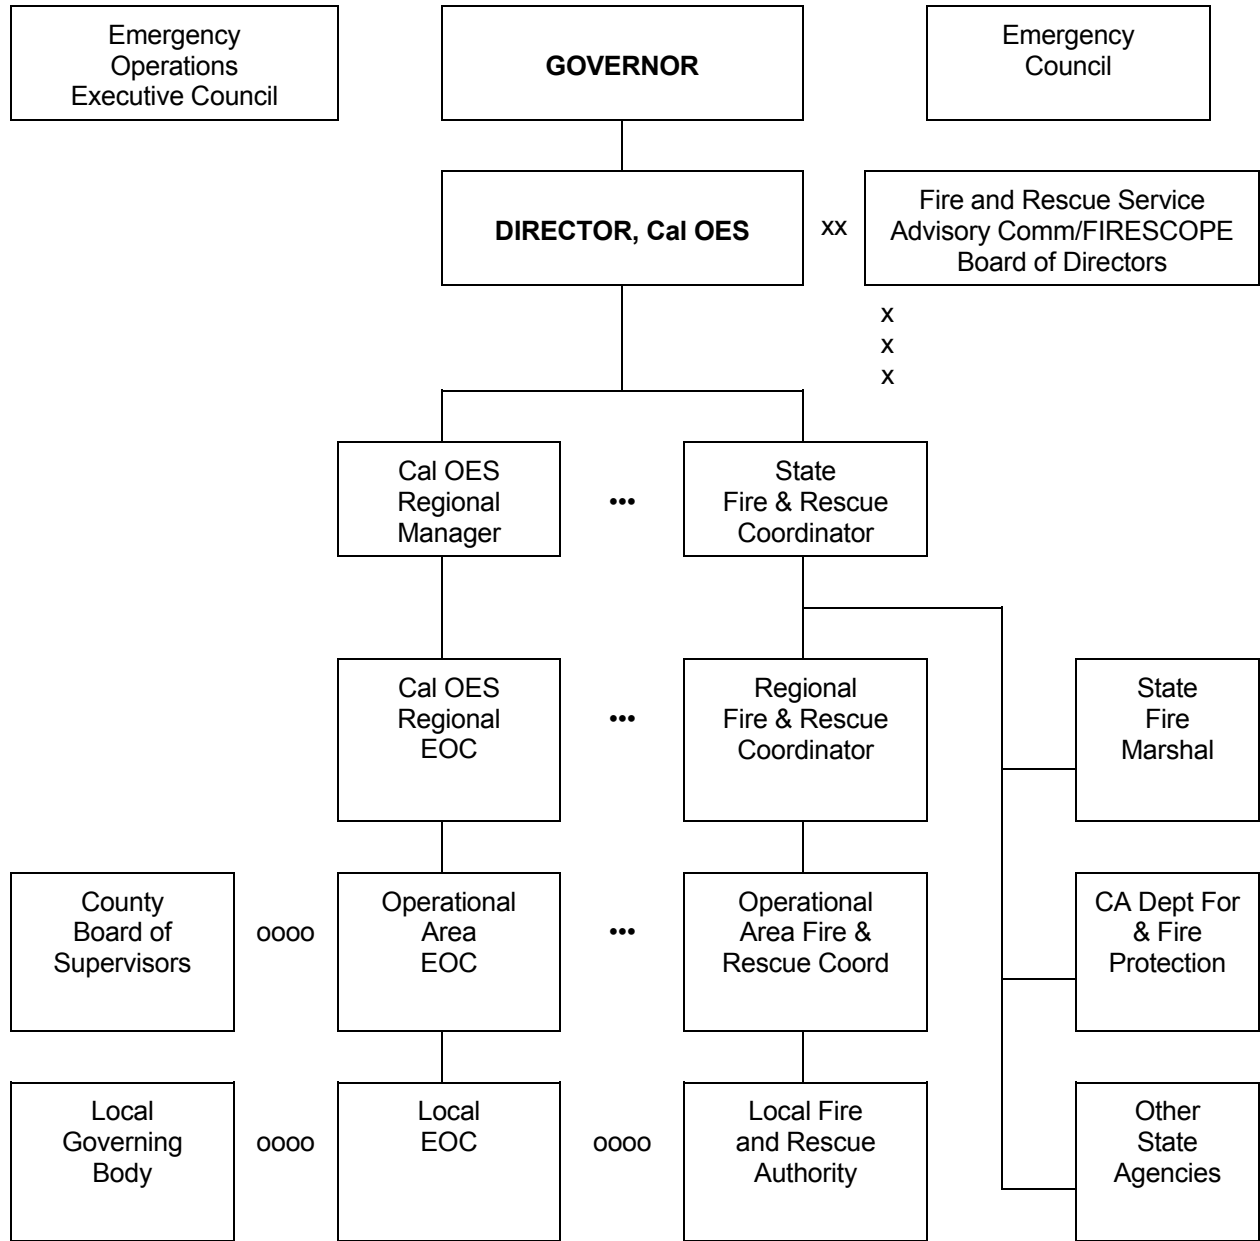 Emergency
Operations
Executive Council
GOVERNOR
Emergency
Council
DIRECTOR, Cal OES
xx
Fire and Rescue Service
Advisory Comm/FIRESCOPE
Board of Directors
x
x
x
Cal OES
Regional
Manager
•••
State
Fire & Rescue
Coordinator
Cal OES
Regional
EOC
•••
Regional
Fire & Rescue
Coordinator
State
Fire
Marshal
County
Board of
Supervisors
oooo
Operational
Area
EOC
•••
Operational
Area Fire &
Rescue Coord
CA Dept For
& Fire
Protection
Local
Governing
Body
oooo
Local
EOC
oooo
Local Fire
and Rescue
Authority
Other
State
Agencies